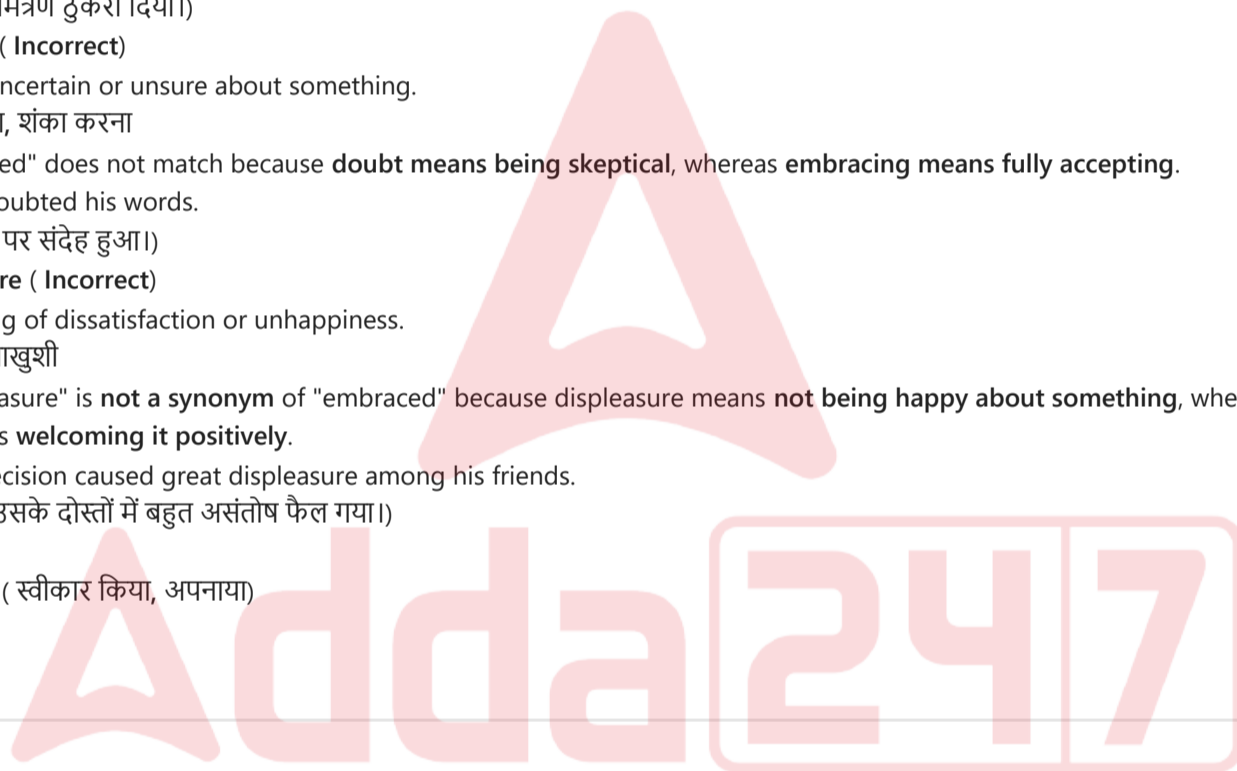 ठुकरा दिया।)
( Incorrect)
ncertain or unsure about something.
, शंका करना
ed" does not match because doubt means being skeptical, whereas embracing means fully accepting.
oubted his words.
पर संदेह हुआ।)
re ( Incorrect)
g of dissatisfaction or unhappiness.
ाखुशी
asure" is not a synonym of "embraced" because displeasure means not being happy about something, whe
s welcoming it positively.
cision caused great displeasure among his friends.
उसके दोस्तों में बहुत असंतोष फैल गया।)
( स्वीकार किया, अपनाया)
Adda247